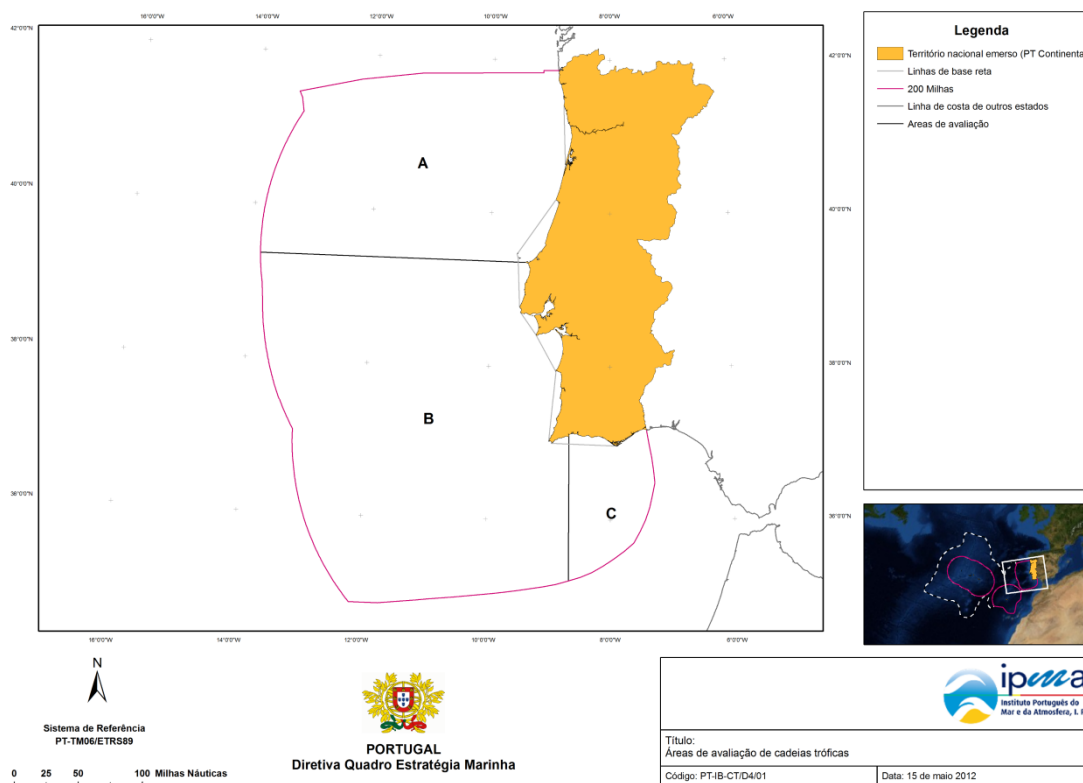 16°0'0"W
14°0'0"W
12°0'0"W
10°0'0"W
8°0'0"W
6°0'0"W
42°0'0"N
42°0'0"N
A
40°0'0"N
40°0'0"N
38°0'0"N
38°0'0"N
B
36°0'0"N
C
36°0'0"N
16°0'0"W
14°0'0"W
12°0'0"W
10°0'0"W
8°0'0"W
6°0'0"W
Legenda
Território nacional emerso (PT Continenta
Linhas de base reta
200 Milhas
Linha de costa de outros estados
Areas de avaliação
N
Sistema de Referência
PT-TM06/ETRS89
0 25 50 100 Milhas Náuticas
PORTUGAL
Diretiva Quadro Estratégia Marinha
ipma
Instituto Português do
Mar e da Atmosfera, I.
Título:
Áreas de avaliação de cadeias tróficas
Código: PT-IB-CT/D4/01
Data: 15 de maio 2012